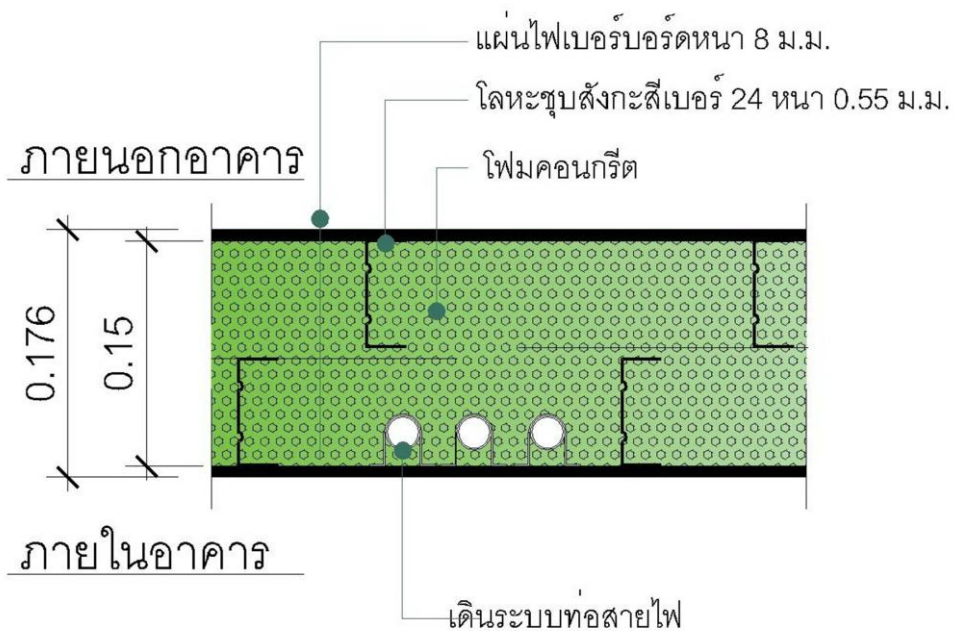 แผ่นไฟเบอร์บอร์ดหนา 8 ม.ม.
โลหะชุบสังกะสีเบอร์ 24 หนา 0.55 ม.ม.
ภายนอกอาคาร
โฟมคอนกรีต
0.176
0.15
ภายในอาคาร
เดินระบบท่อสายไฟ